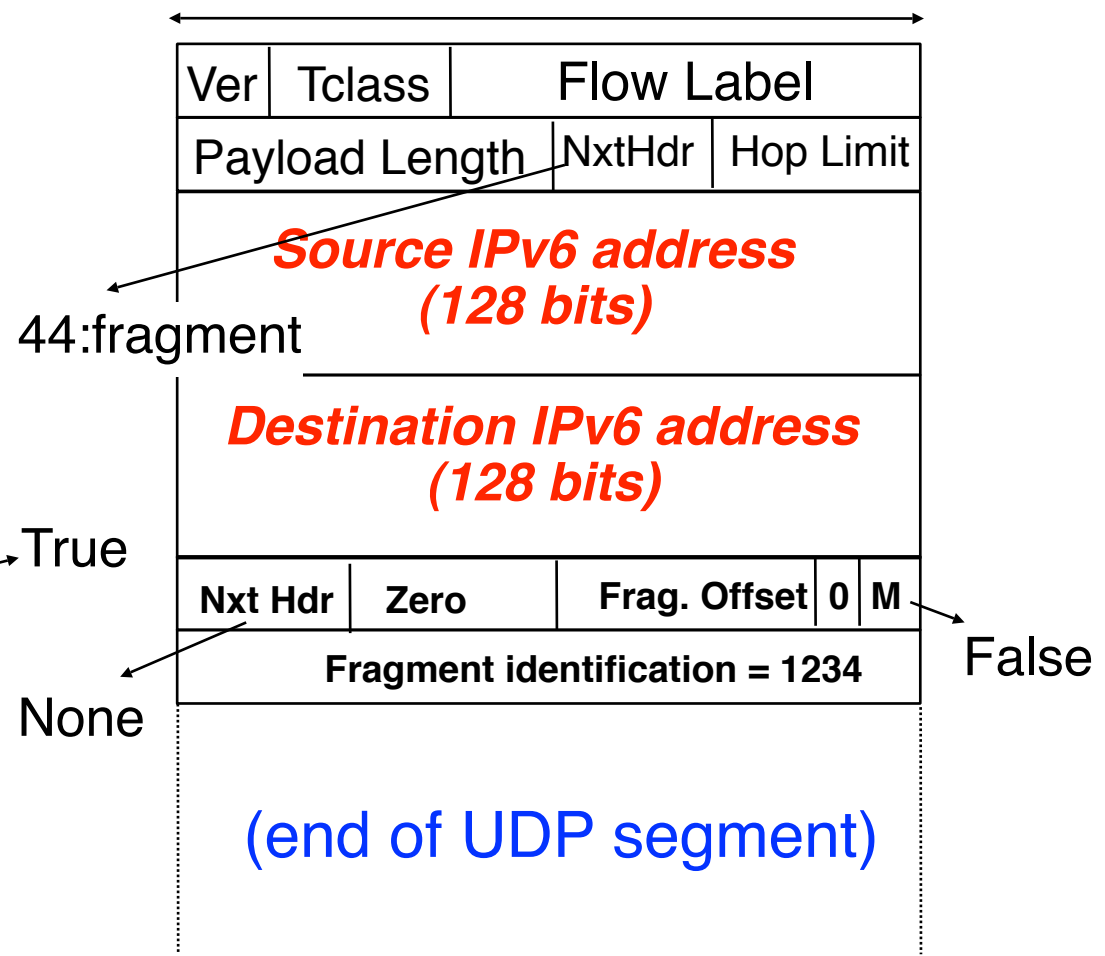 Ver Tclass Flow Label
Payload Length NxtHdr Hop Limit
Source IPv6 address
(128 bits)
44:fragment
Destination IPv6 address
(128 bits)
True
Nxt Hdr Zero Frag. Offset 0 M
False
Fragment identification = 1234
None
(end of UDP segment)